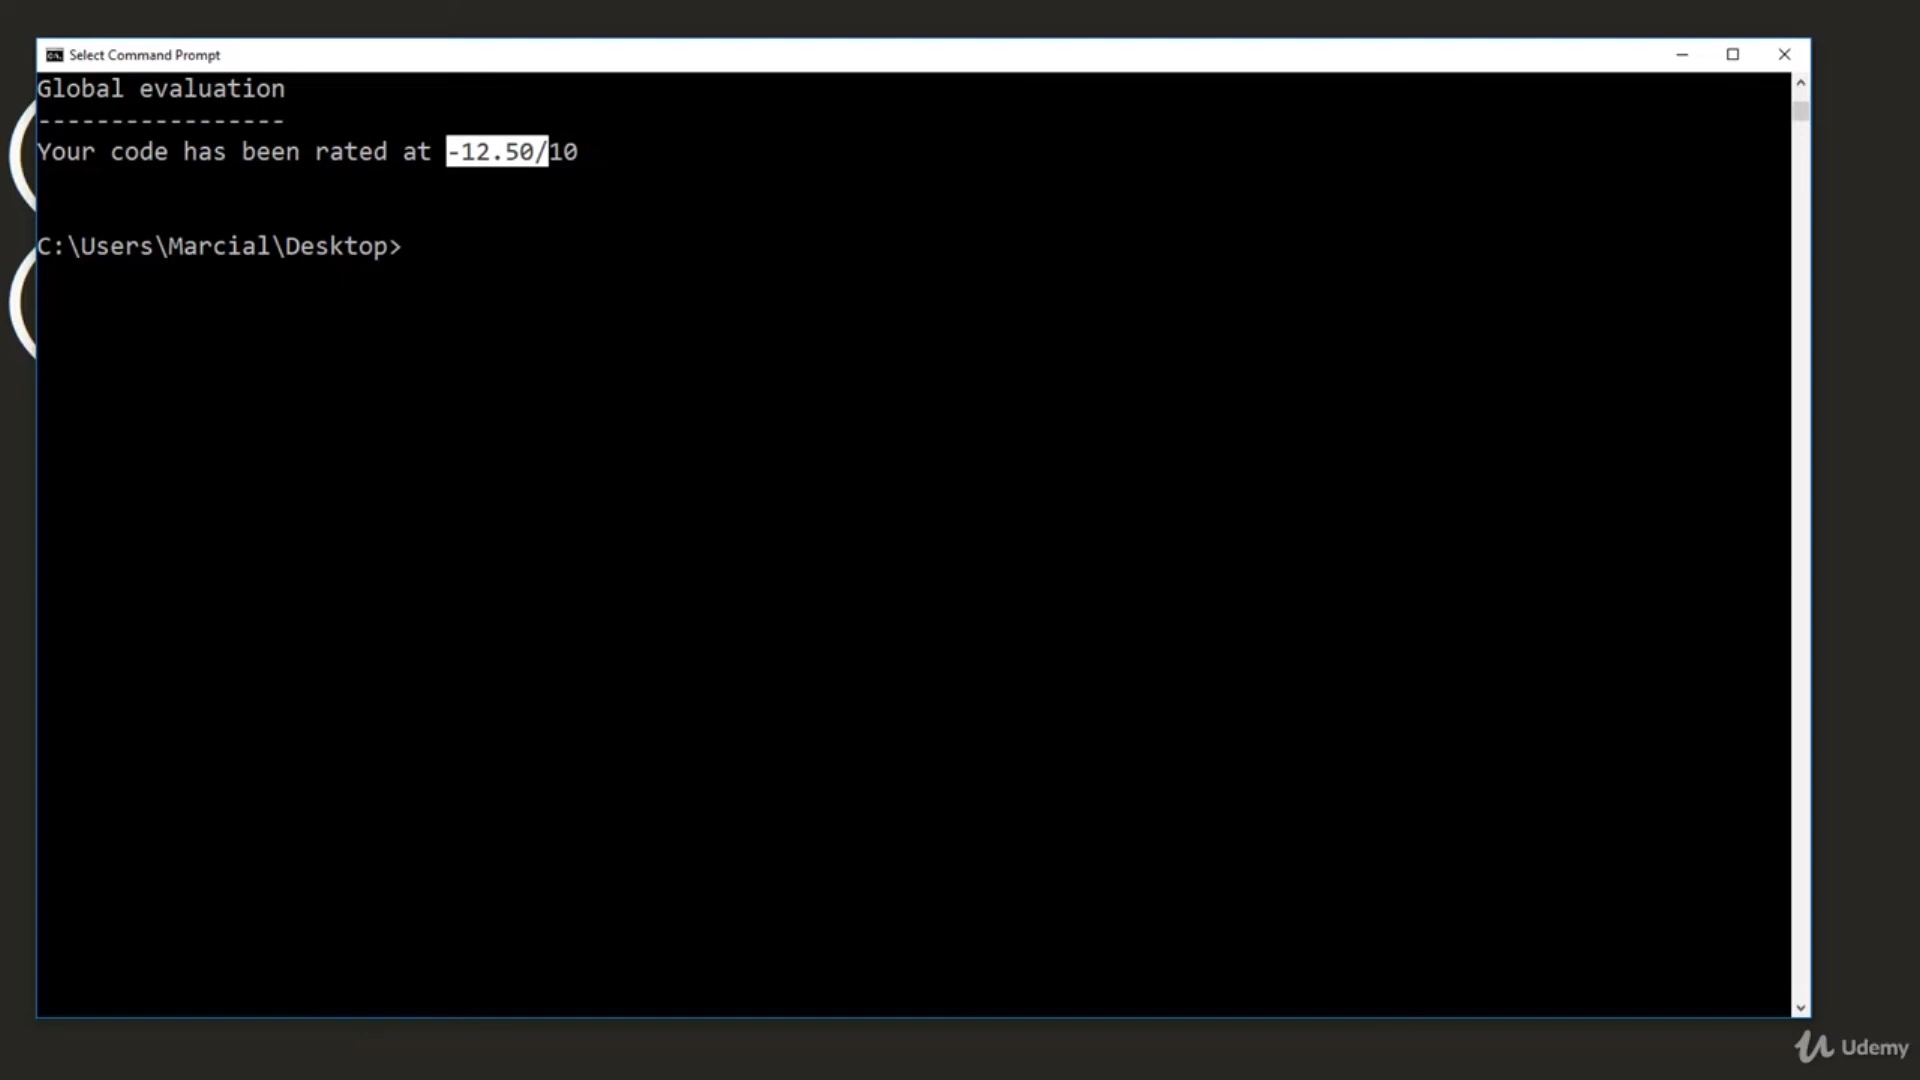 Select Command Prompt
Global evaluation
-----------------
Your code has been rated at -12.50/10
C:\Users\Marcial\Desktop>
Udemy